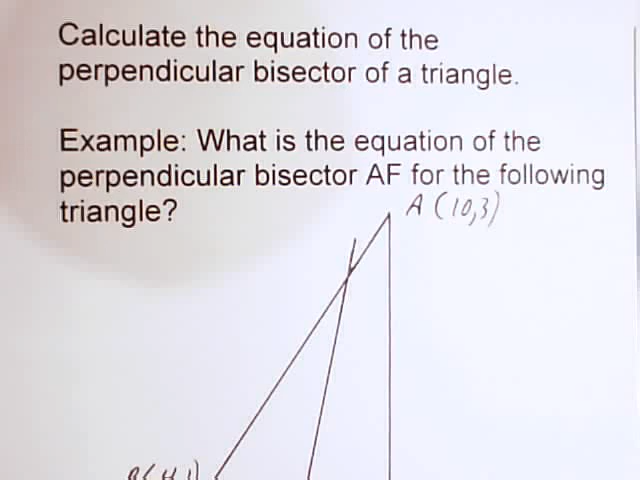 Calculate the equation of the
perpendicular bisector of a triangle.
Example: What is the equation of the
perpendicular bisector AF for the following
triangle?
A (10,3)